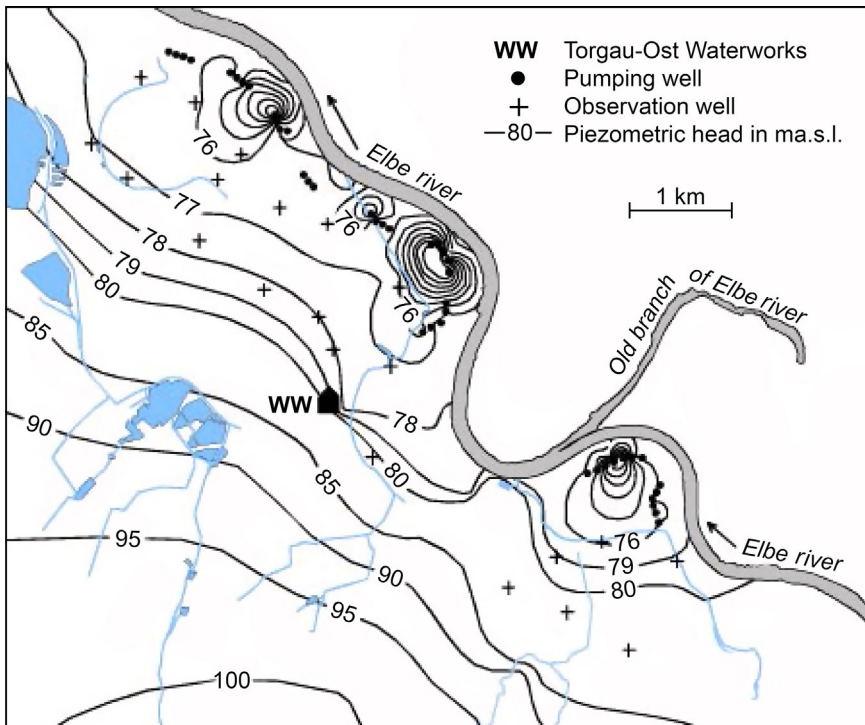 WW Torgau-Ost Waterworks
Pumping well
Observation well
80 Piezometric head in ma.s.l.
1 km
Elbe river
Old branch of Elbe river
Elbe river
76
76
76
77
78
79
80
85
90
WW
78
80
85
90
95
95
100
76
79
80